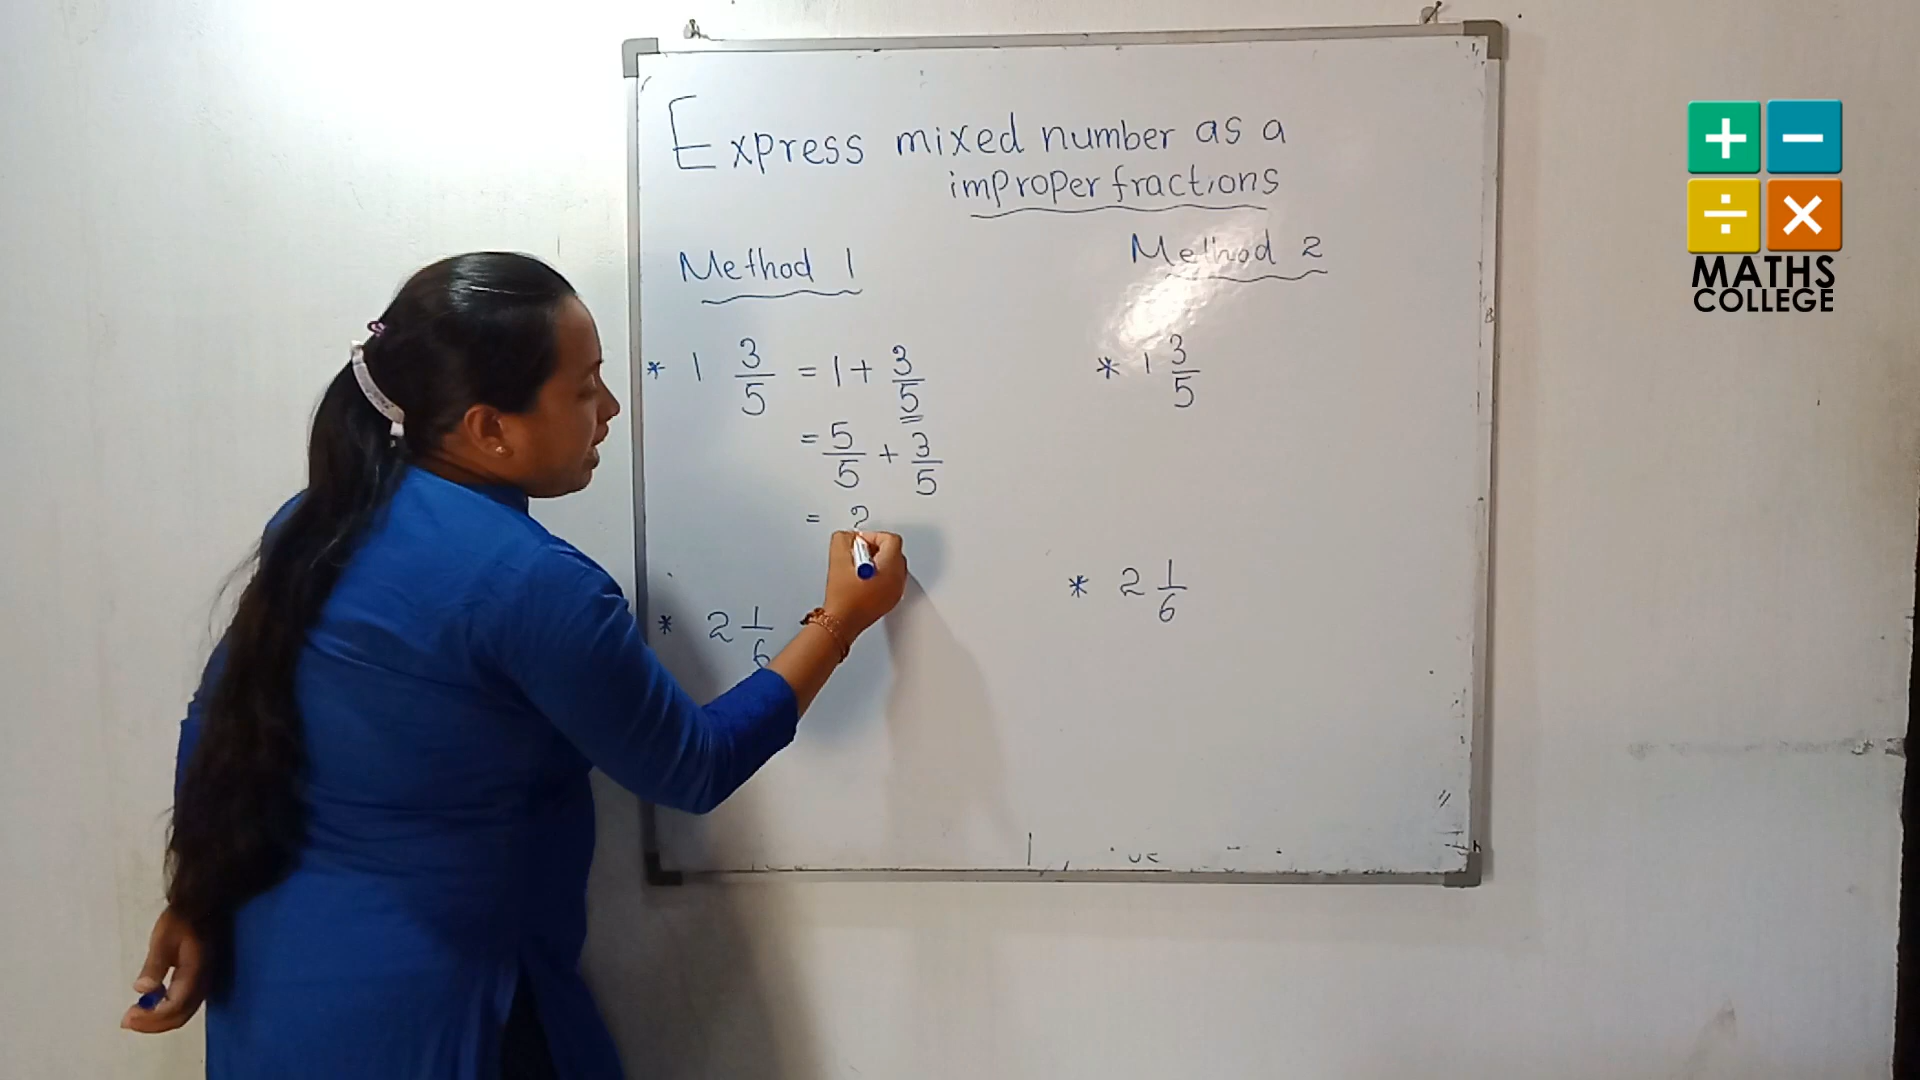 Express mixed number as a
improper fractions
Method 1
* 1 3/5 = 1 + 3/5
= 5/5 + 3/5
=
* 2 1/6
Method 2
* 1 3/5
* 2 1/6
+ −
÷ ×
MATHS
COLLEGE